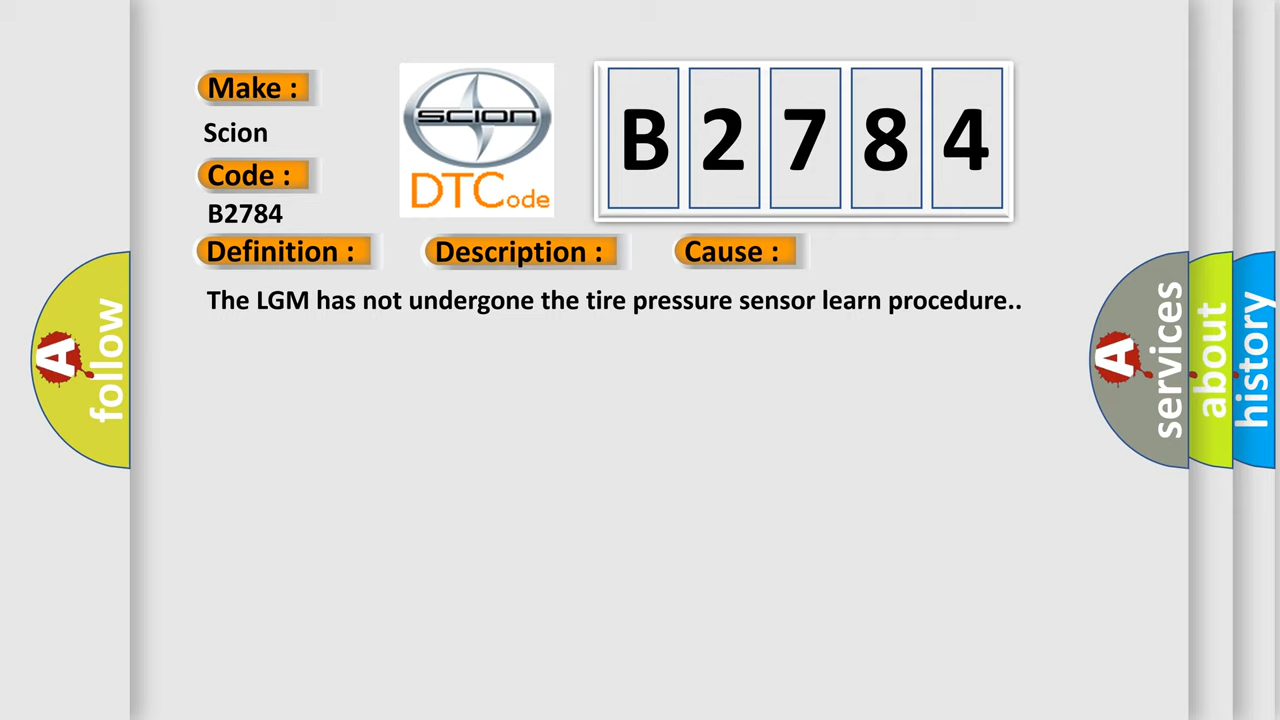 Make :
SCION
Scion
DTCode
B 2 7 8 4
Code :
B2784
Definition :
Description :
Cause :
The LGM has not undergone the tire pressure sensor learn procedure..
A follow
A services
about
history